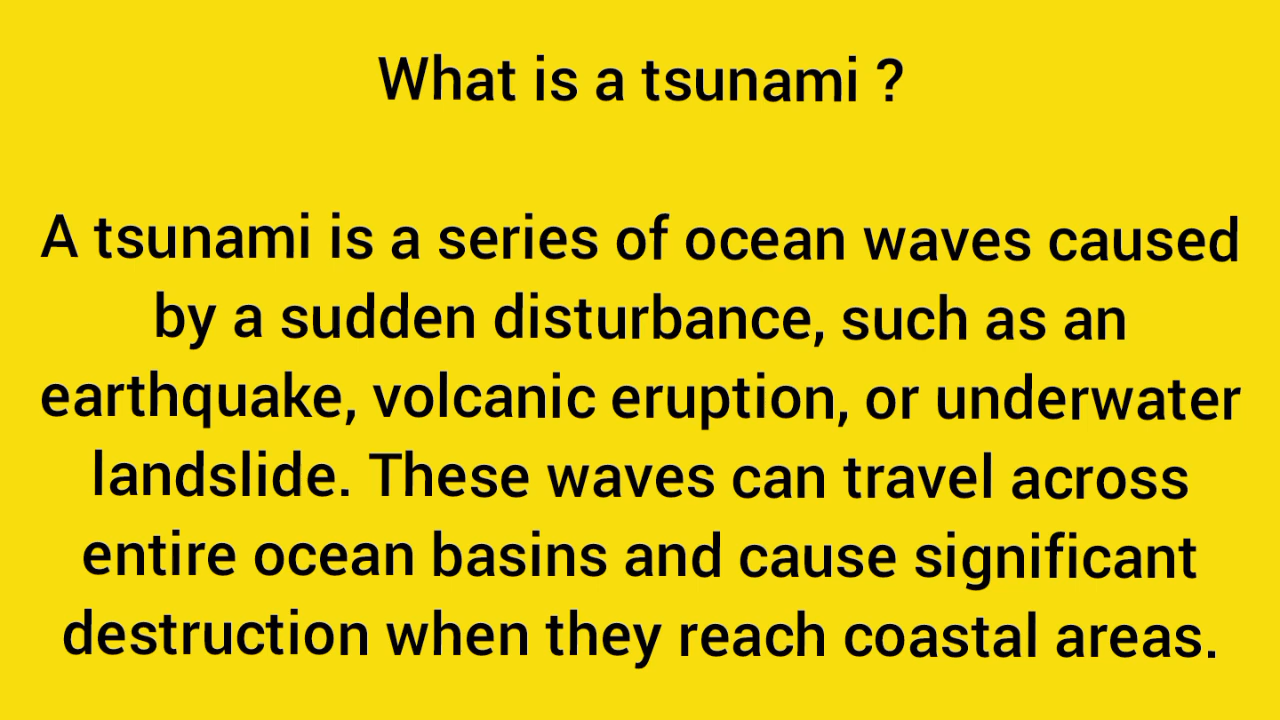 What is a tsunami ?
A tsunami is a series of ocean waves caused
by a sudden disturbance, such as an
earthquake, volcanic eruption, or underwater
landslide. These waves can travel across
entire ocean basins and cause significant
destruction when they reach coastal areas.